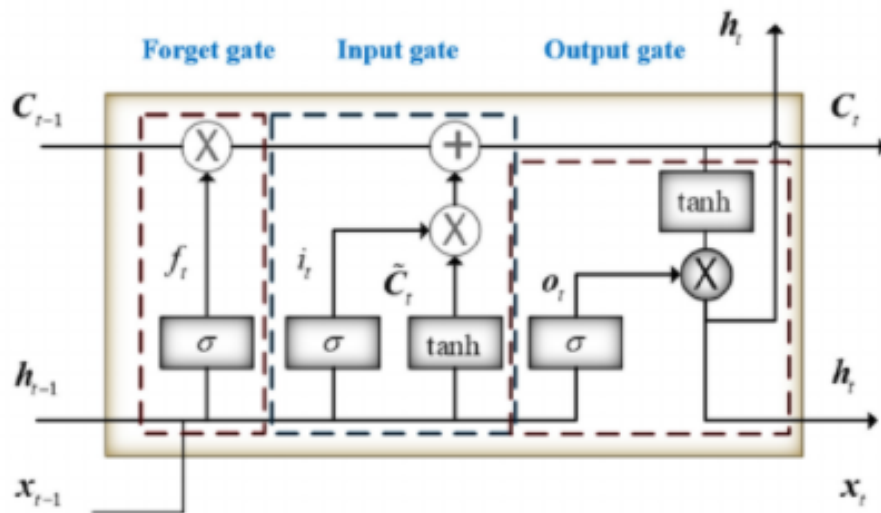 h_t
Forget gate Input gate Output gate
C_{t-1} X + C_t
tanh
f_t i_t X C̃_t o_t X
σ σ tanh σ
h_{t-1} h_t
x_{t-1} x_t